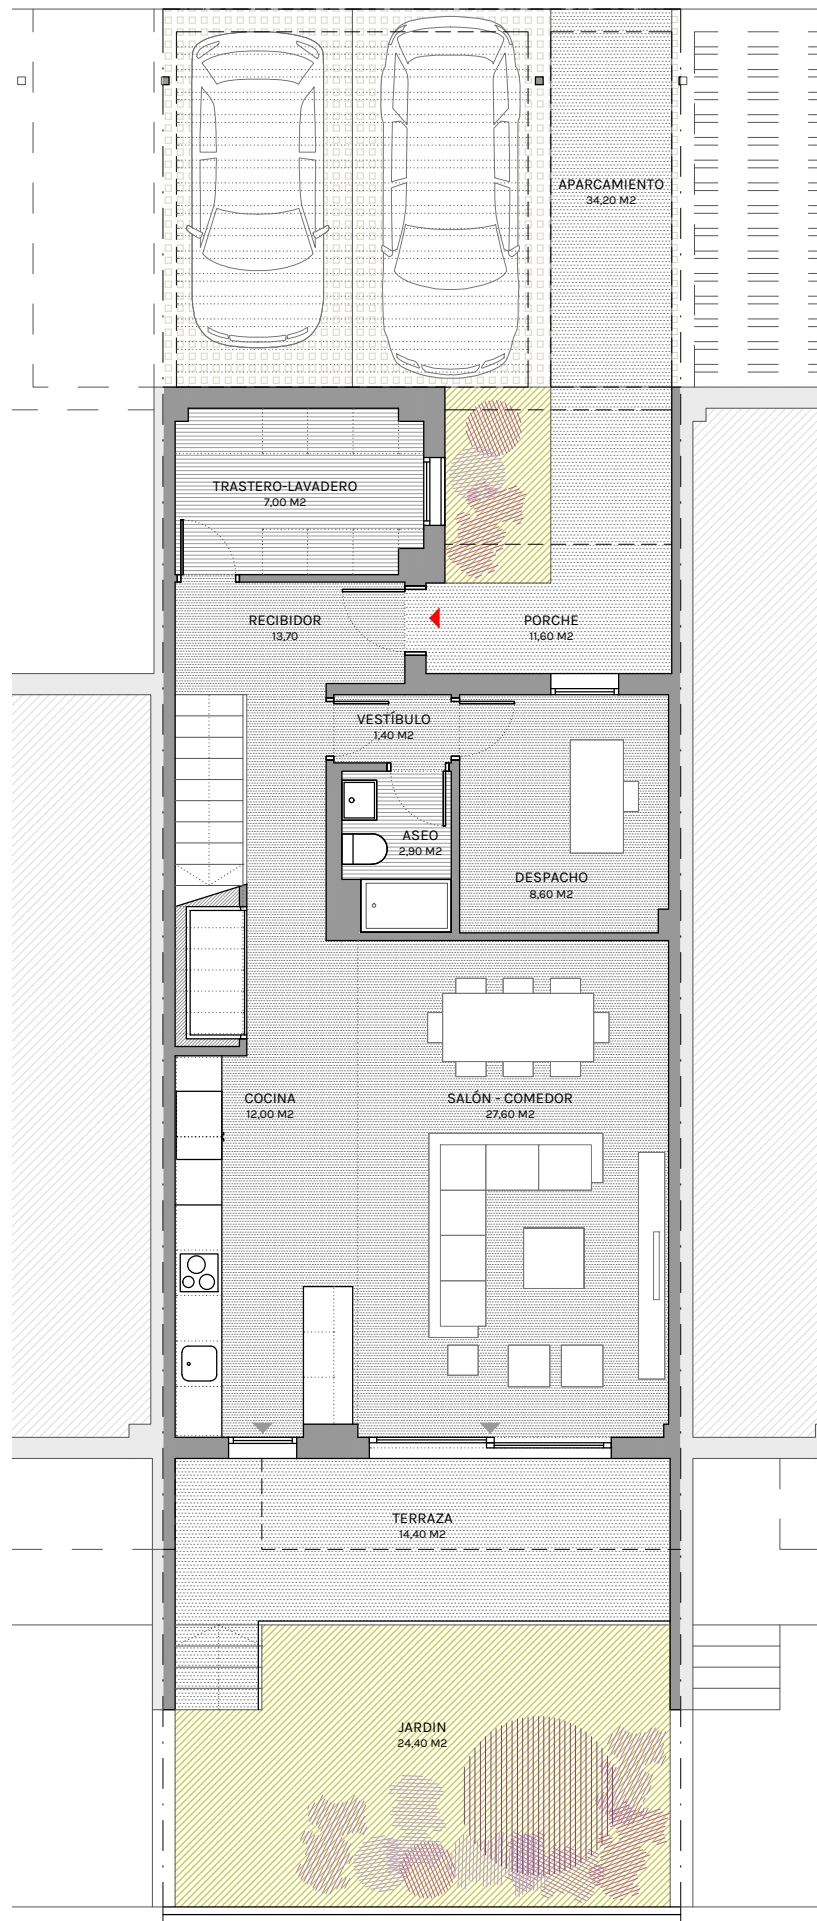 APARCAMIENTO
34,20 M2
TRASTERO-LAVADERO
7,00 M2
RECIBIDOR
13,70
PORCHE
11,60 M2
VESTÍBULO
1,40 M2
ASEO
2,90 M2
DESPACHO
8,60 M2
COCINA
12,00 M2
SALÓN - COMEDOR
27,60 M2
TERRAZA
14,40 M2
JARDIN
24,40 M2